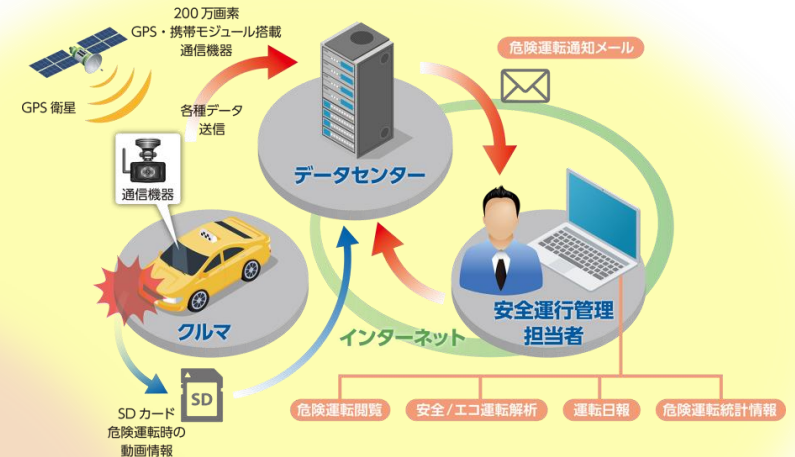 200万画素
GPS・携帯モジュール搭載
通信機器
危険運転通知メール
GPS 衛星
各種データ
送信
通信機器
データセンター
クルマ
インターネット
安全運行管理
担当者
SD
SDカード
危険運転時の
動画情報
危険運転閲覧
安全/エコ運転解析
運転日報
危険運転統計情報